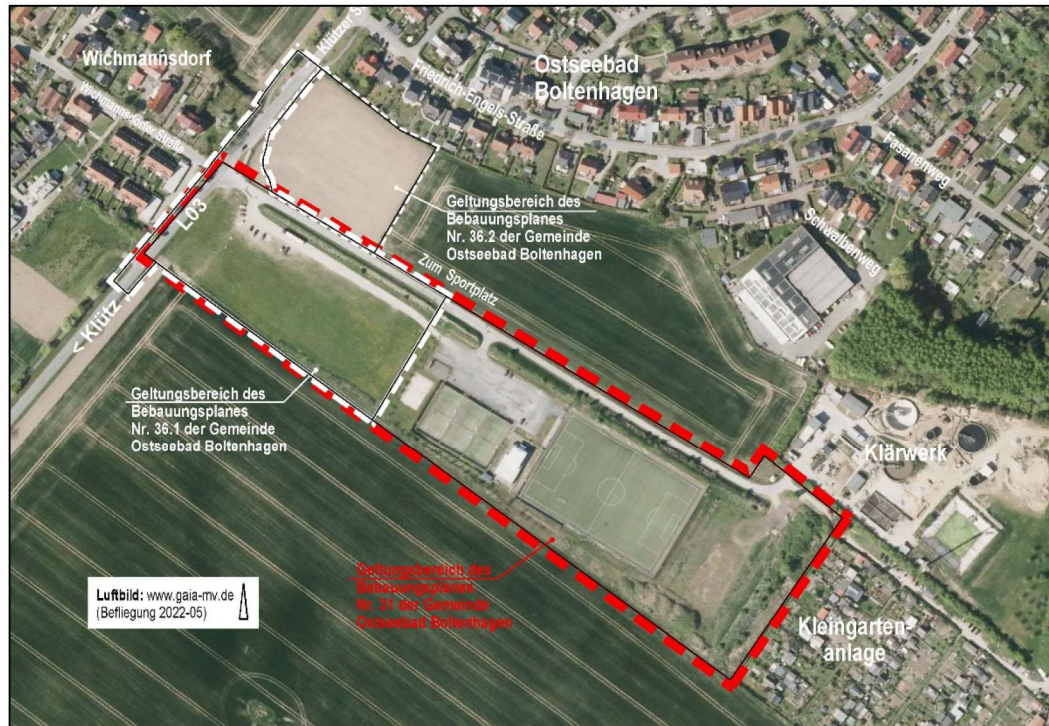 Wichmannsdorf
Klützer S
Wichmannsdorfer Straße
Friedrich-Engels-Straße
Ostseebad
Boltenhagen
Fasanenweg
Schwalbenweg
L03
< Klütz
Geltungsbereich des
Bebauungsplanes
Nr. 36.2 der Gemeinde
Ostseebad Boltenhagen
Zum Sportplatz
Geltungsbereich des
Bebauungsplanes
Nr. 36.1 der Gemeinde
Ostseebad Boltenhagen
Klärwerk
Geltungsbereich des
Bebauungsplanes
Nr. 31 der Gemeinde
Ostseebad Boltenhagen
Luftbild: www.gaia-mv.de
(Befliegung 2022-05)
Kleingarten-
anlage